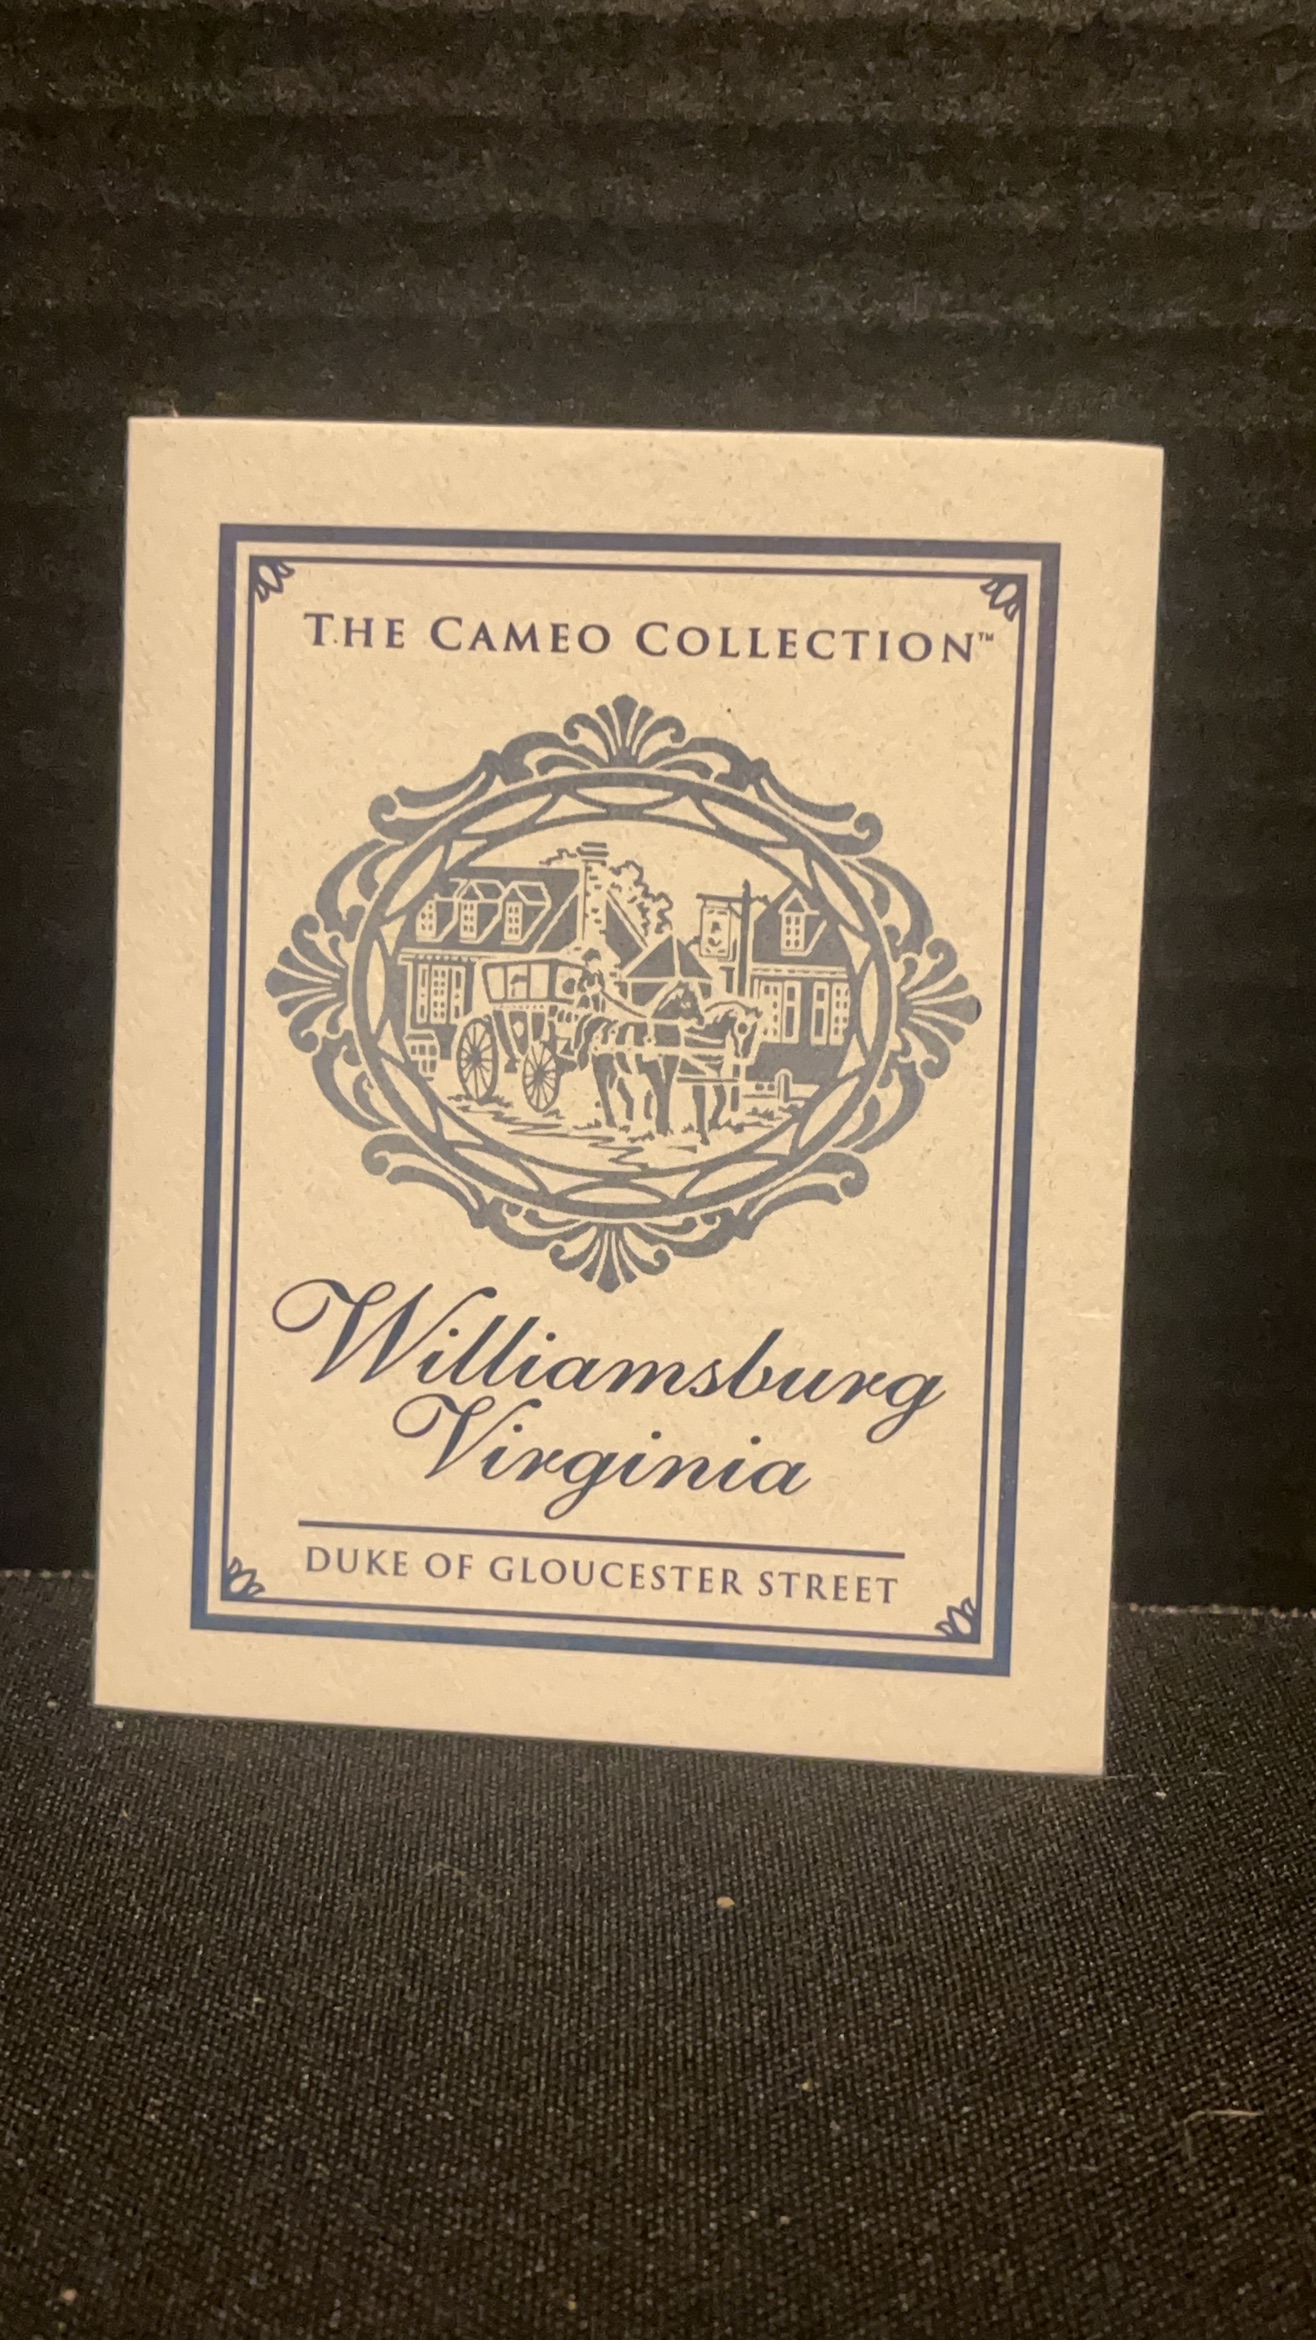 THE CAMEO COLLECTION™
Williamsburg
Virginia
DUKE OF GLOUCESTER STREET